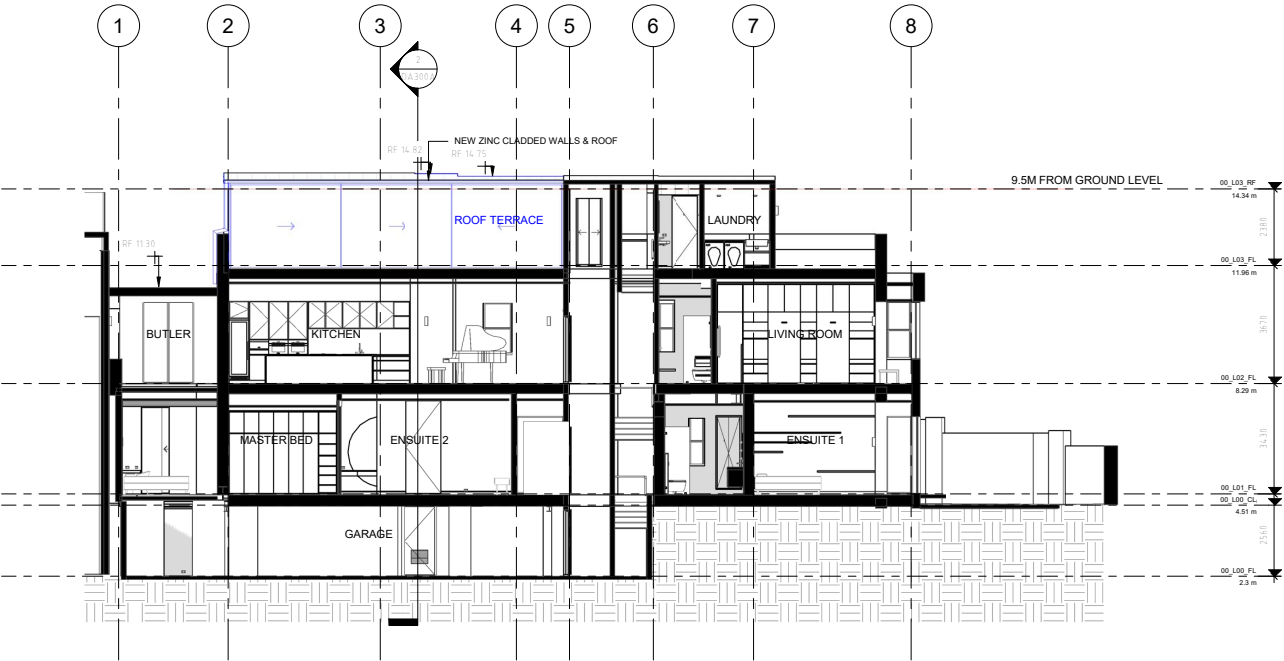 1 2 3 4 5 6 7 8
2
DA300A
NEW ZINC CLADDED WALLS & ROOF
RF 14.82
RF 14.75
9.5M FROM GROUND LEVEL
00_L03_RF
14.34 m
ROOF TERRACE
LAUNDRY
2380
RF 11.30
00_L03_FL
11.96 m
BUTLER
KITCHEN
LIVING ROOM
3670
00_L02_FL
8.29 m
MASTER BED
ENSUITE 2
ENSUITE 1
3430
00_L01_FL
00_L00_CL
4.51 m
GARAGE
2560
00_L00_FL
2.3 m